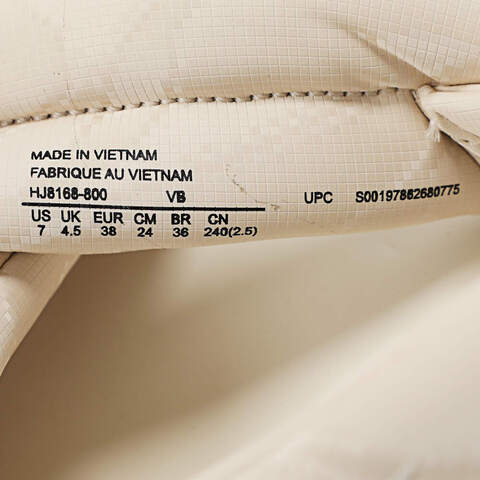 MADE IN VIETNAM
FABRIQUE AU VIETNAM
HJ8168-800 VB UPC S00197862680775
US UK EUR CM BR CN
7 4.5 38 24 36 240(2.5)